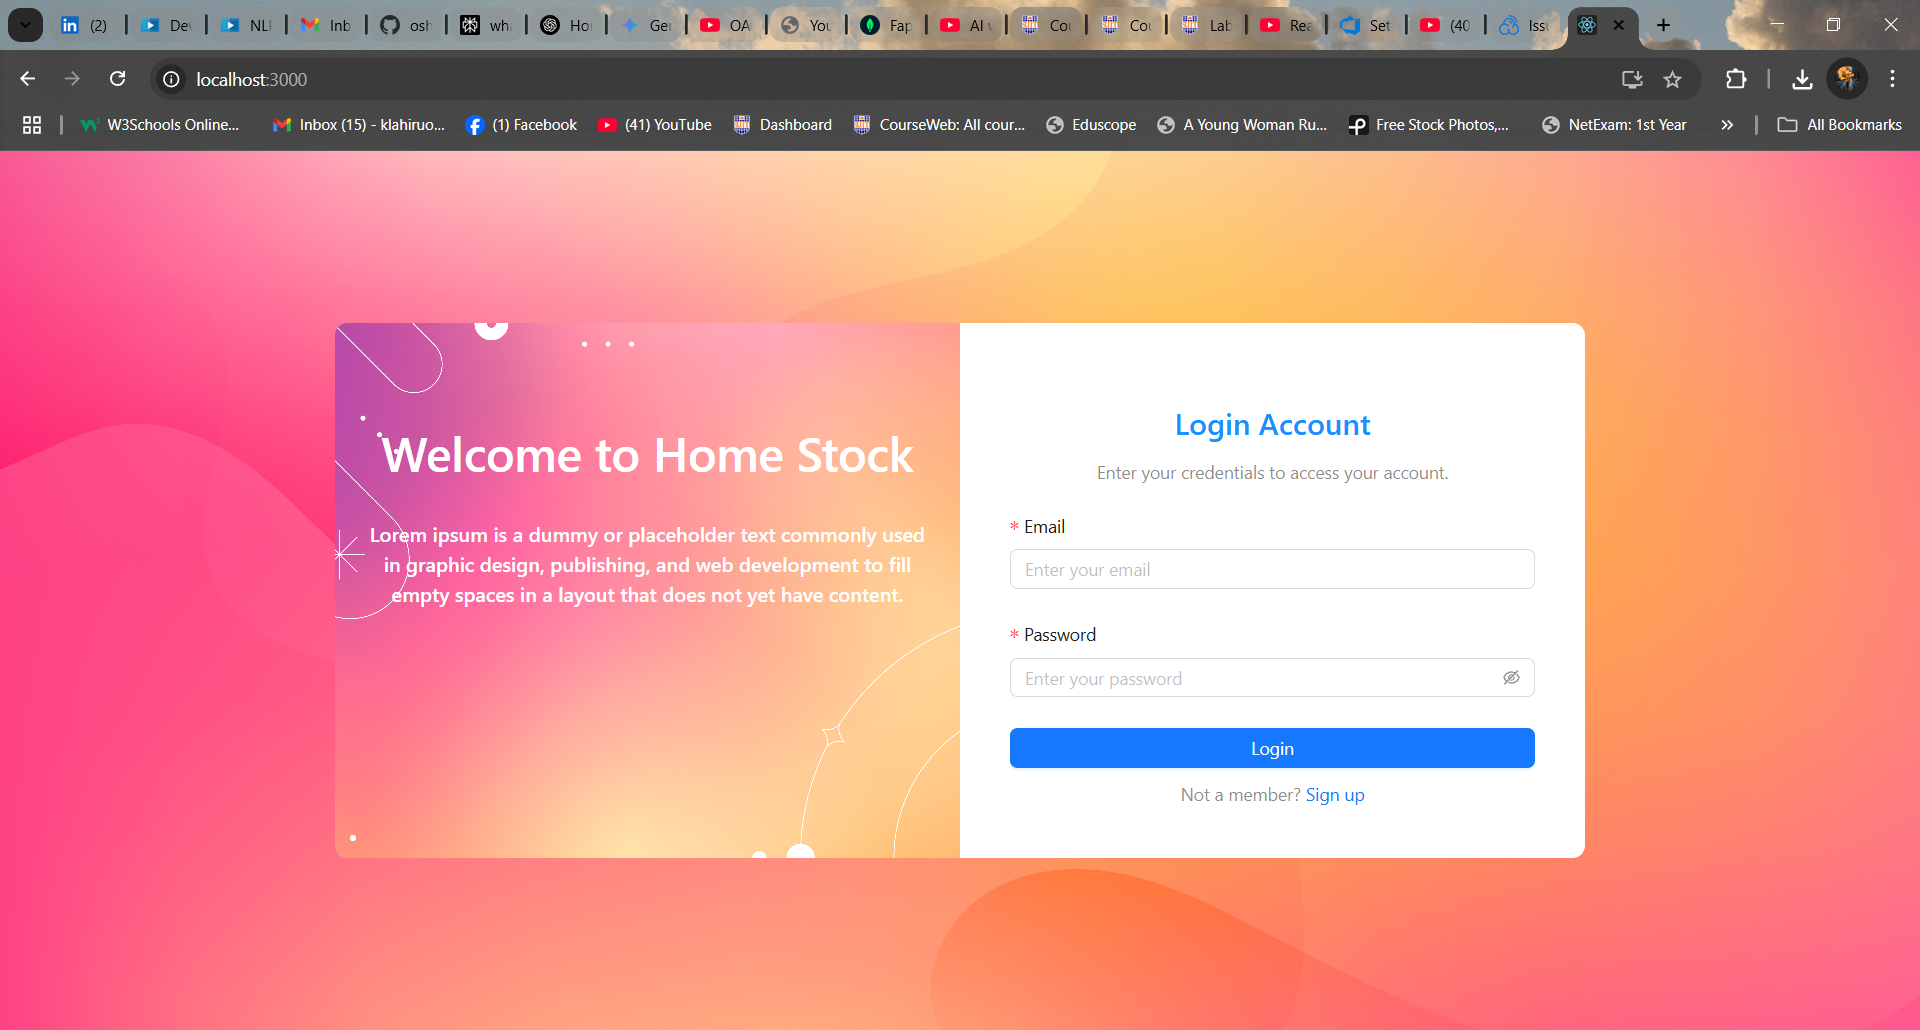 (2)
Dev
NLP
Inb
osh
wha
Ho
Ge
OA
You
Fap
AI v
Cou
Cou
Lab
Rea
Set
(40
Issu
localhost:3000
W3Schools Online...
Inbox (15) - klahiruo...
(1) Facebook
(41) YouTube
Dashboard
CourseWeb: All cour...
Eduscope
A Young Woman Ru...
Free Stock Photos,...
NetExam: 1st Year
All Bookmarks
Welcome to Home Stock
Lorem ipsum is a dummy or placeholder text commonly used
in graphic design, publishing, and web development to fill
empty spaces in a layout that does not yet have content.
Login Account
Enter your credentials to access your account.
* Email
Enter your email
* Password
Enter your password
Login
Not a member? Sign up